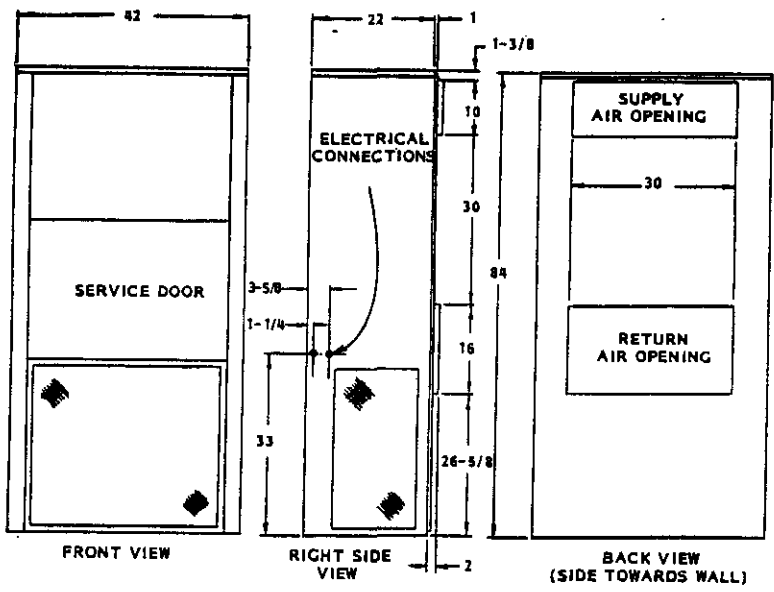 42
22
1
1-3/8
SUPPLY
AIR OPENING
10
ELECTRICAL
CONNECTIONS
30
30
84
SERVICE DOOR
3-5/8
1-1/4
16
RETURN
AIR OPENING
33
26-5/8
FRONT VIEW
RIGHT SIDE
VIEW
2
BACK VIEW
(SIDE TOWARDS WALL)